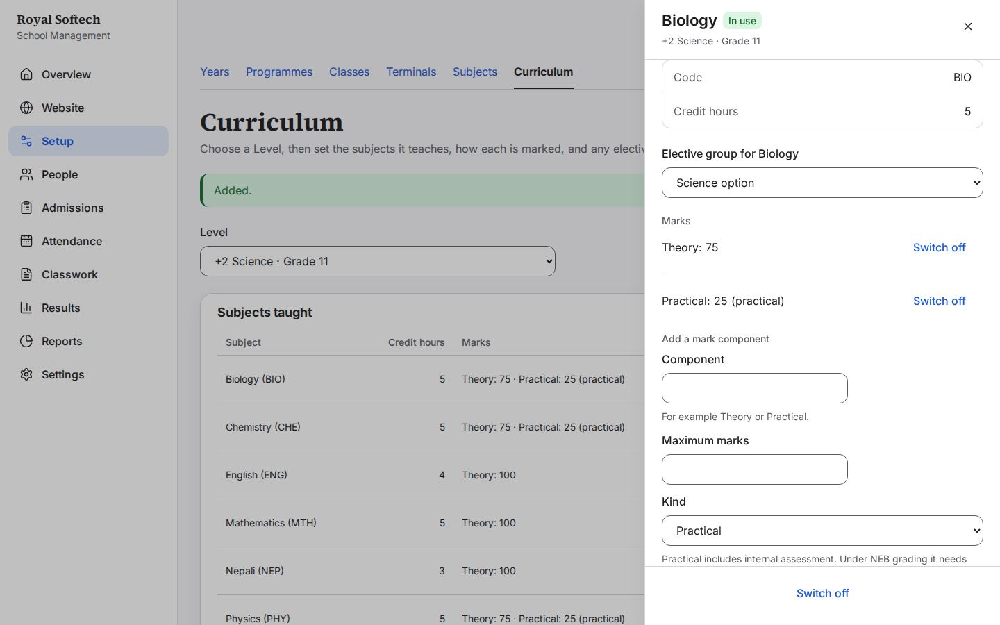 Royal Softech
School Management
Overview
Website
Setup
People
Admissions
Attendance
Classwork
Results
Reports
Settings
Years Programmes Classes Terminals Subjects Curriculum
Curriculum
Choose a Level, then set the subjects it teaches, how each is marked, and any
Added.
Level
+2 Science · Grade 11
Subjects taught
Subject Credit hours Marks
Biology (BIO) 5 Theory: 75 · Practical: 25 (practical)
Chemistry (CHE) 5 Theory: 75 · Practical: 25 (practical)
English (ENG) 4 Theory: 100
Mathematics (MTH) 5 Theory: 100
Nepali (NEP) 3 Theory: 100
Physics (PHY) 5 Theory: 75 · Practical: 25 (practical)
Biology In use
+2 Science · Grade 11
Code BIO
Credit hours 5
Elective group for Biology
Science option
Marks
Theory: 75 Switch off
Practical: 25 (practical) Switch off
Add a mark component
Component
For example Theory or Practical.
Maximum marks
Kind
Practical
Practical includes internal assessment. Under NEB grading it needs
Switch off